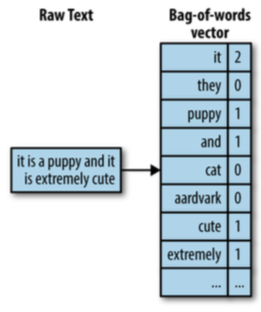 Raw Text
Bag-of-words
vector
it is a puppy and it
is extremely cute
it 2
they 0
puppy 1
and 1
cat 0
aardvark 0
cute 1
extremely 1
... ...